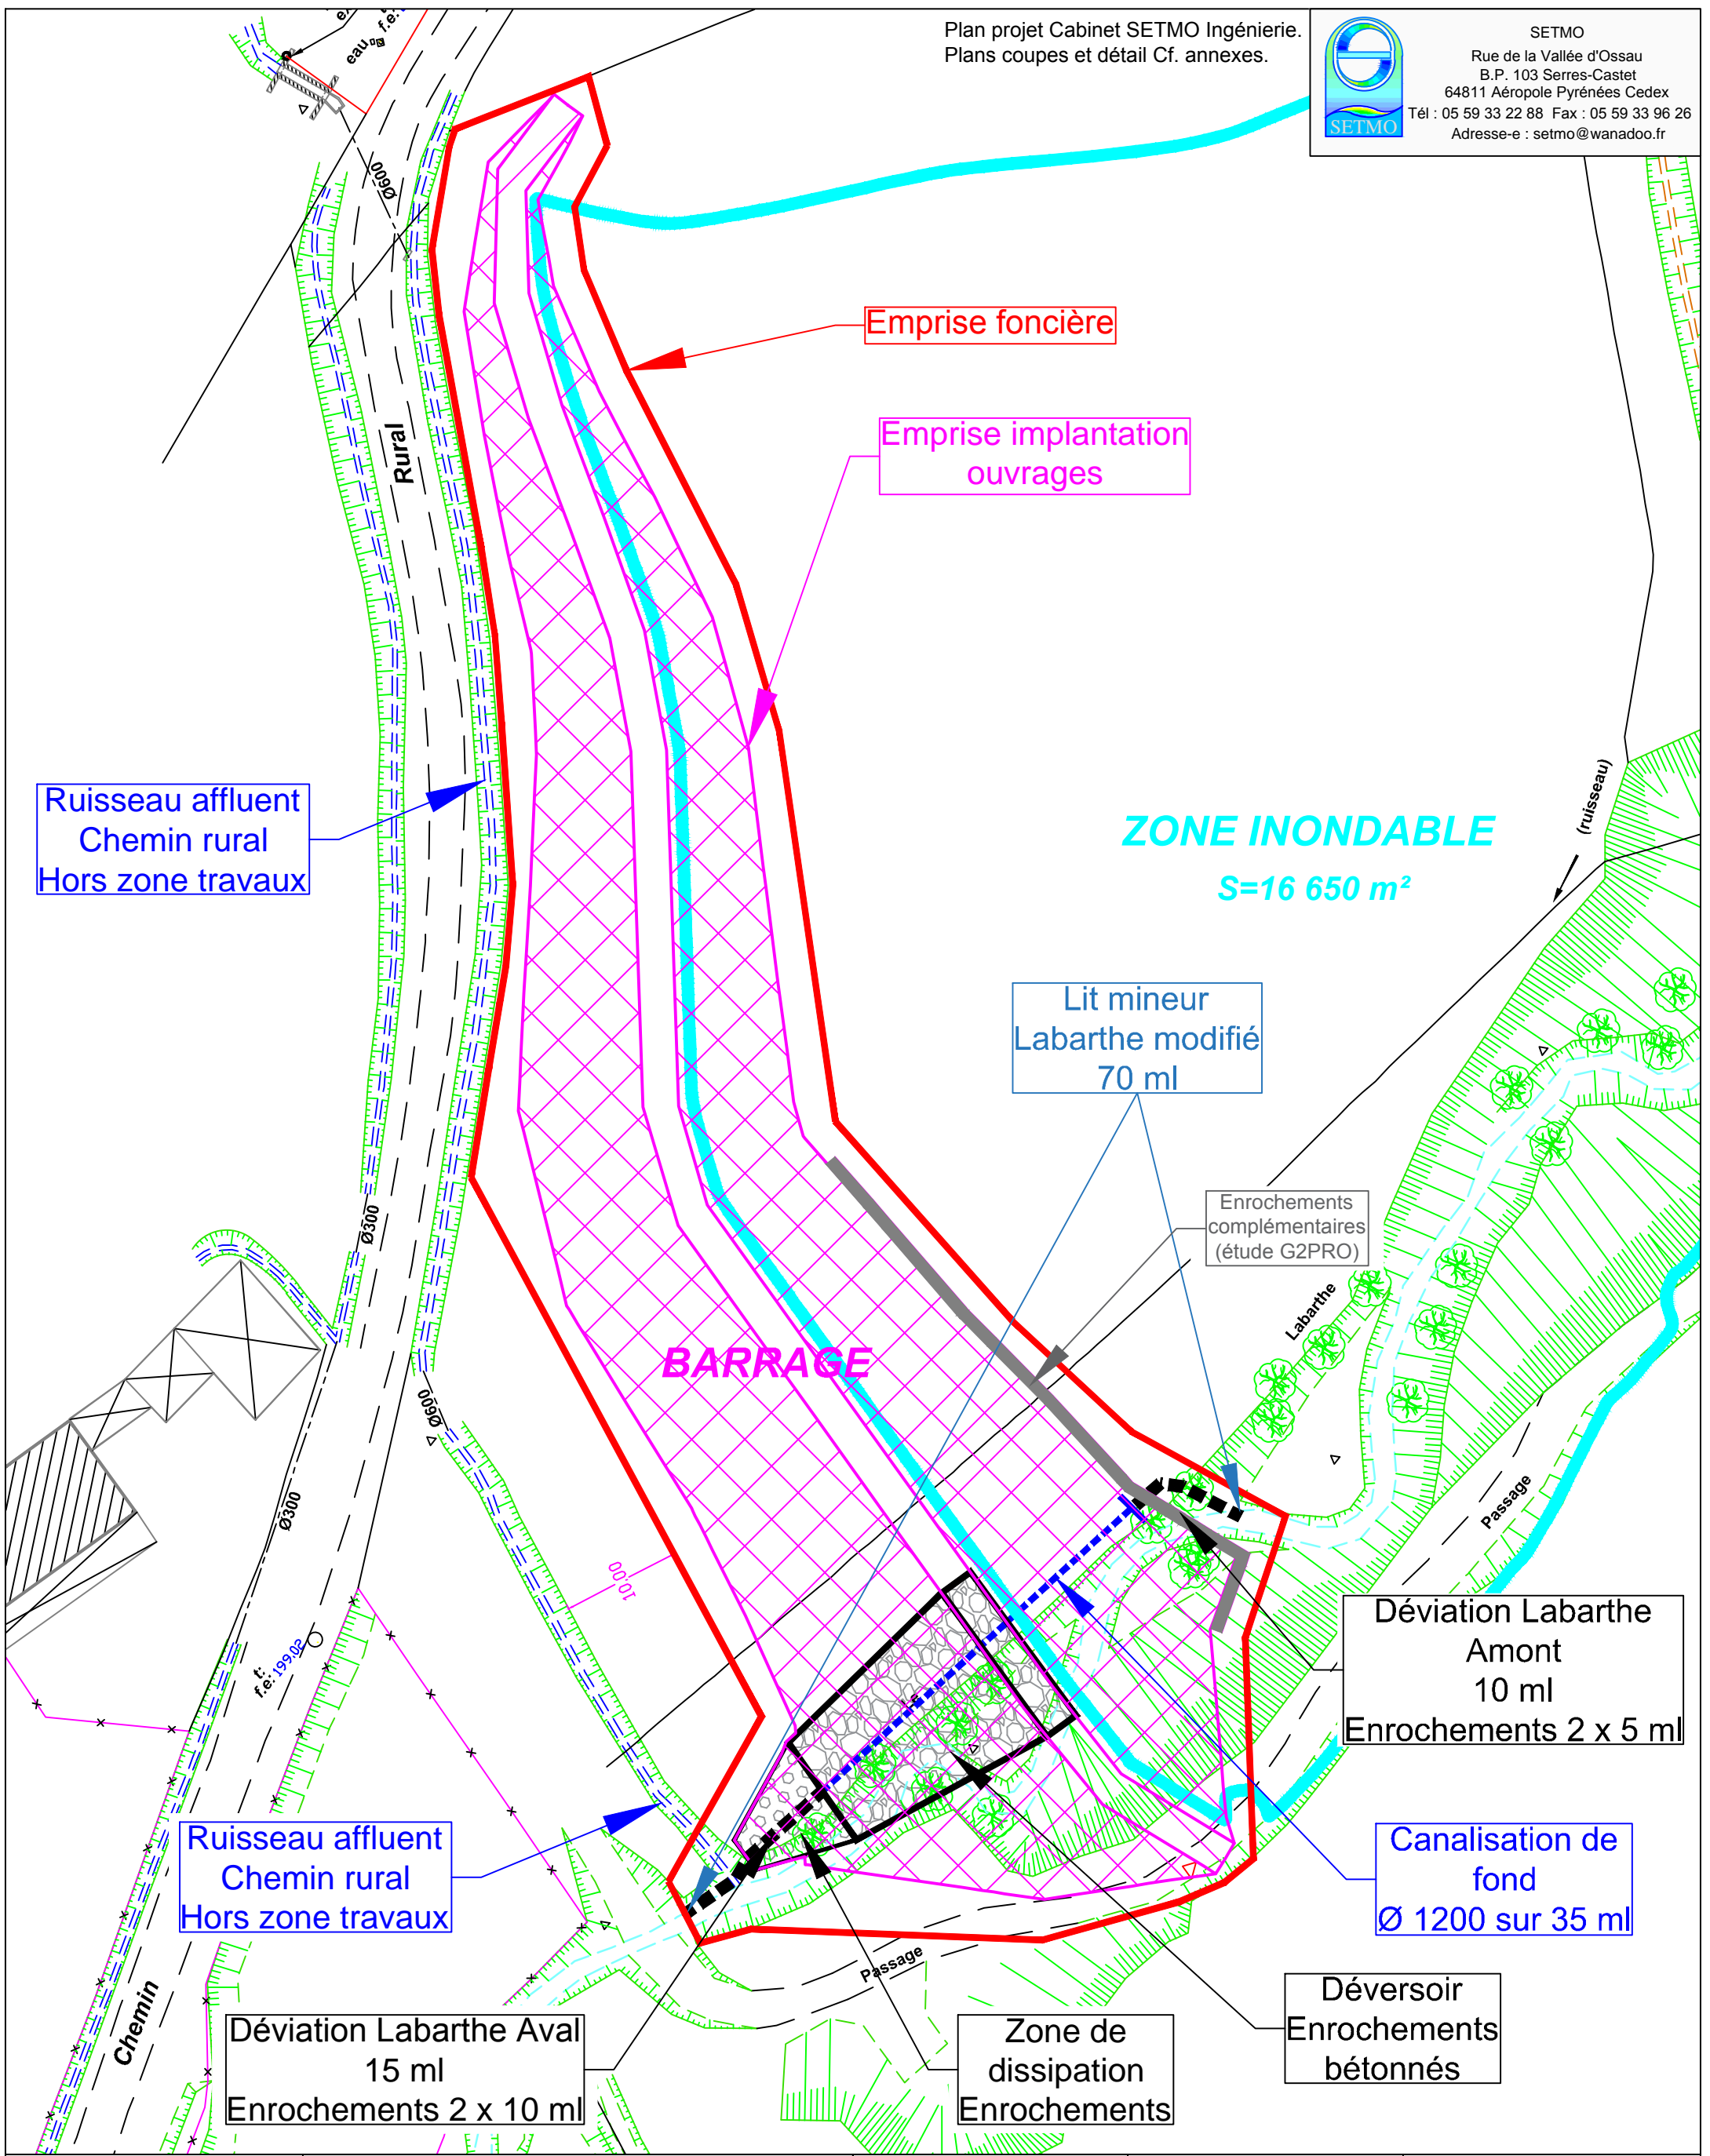 Plan projet Cabinet SETMO Ingénierie.
Plans coupes et détail Cf. annexes.
SETMO
SETMO
Rue de la Vallée d'Ossau
B.P. 103 Serres-Castet
64811 Aéropole Pyrénées Cedex
Tél : 05 59 33 22 88 Fax : 05 59 33 96 26
Adresse-e : setmo@wanadoo.fr
eau
f.e.
Ø600
Emprise foncière
Rural
Emprise implantation
ouvrages
Ruisseau affluent
Chemin rural
Hors zone travaux
ZONE INONDABLE
S=16 650 m²
(ruisseau)
Lit mineur
Labarthe modifié
70 ml
Ø300
Enrochements
complémentaires
(étude G2PRO)
Labarthe
BARRAGE
Ø600
Ø300
Passage
10.00
Déviation Labarthe
Amont
10 ml
Enrochements 2 x 5 ml
t:
f.e:199.02
Le
Ruisseau affluent
Chemin rural
Hors zone travaux
Canalisation de
fond
Ø 1200 sur 35 ml
Passage
Chemin
Déviation Labarthe Aval
15 ml
Enrochements 2 x 10 ml
Zone de
dissipation
Enrochements
Déversoir
Enrochements
bétonnés